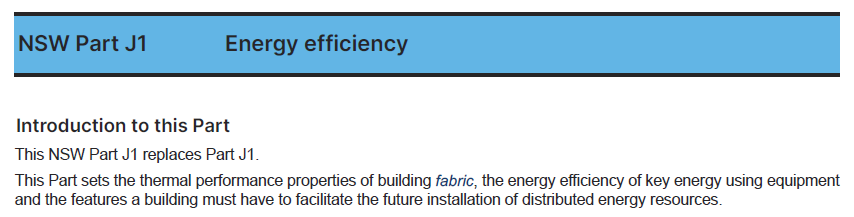 NSW Part J1 Energy efficiency
Introduction to this Part
This NSW Part J1 replaces Part J1.
This Part sets the thermal performance properties of building fabric, the energy efficiency of key energy using equipment
and the features a building must have to facilitate the future installation of distributed energy resources.